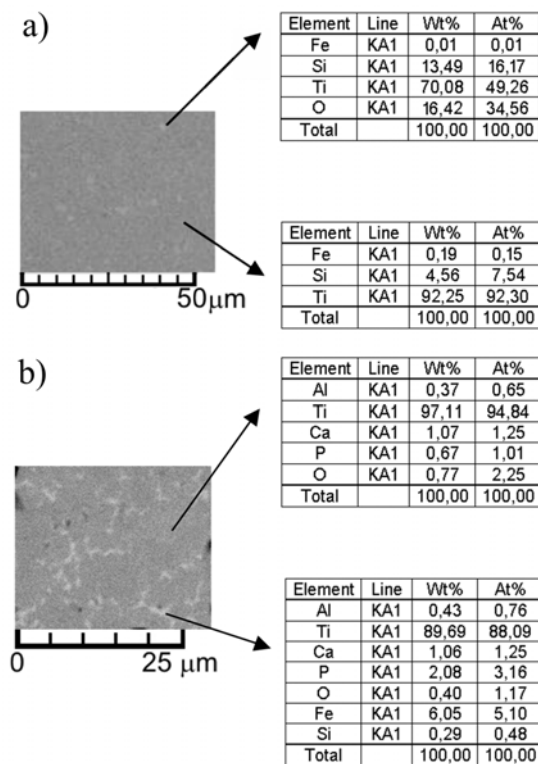 a)
Element Line Wt% At%
Fe KA1 0,01 0,01
Si KA1 13,49 16,17
Ti KA1 70,08 49,26
O KA1 16,42 34,56
Total 100,00 100,00
0 50μm
Element Line Wt% At%
Fe KA1 0,19 0,15
Si KA1 4,56 7,54
Ti KA1 92,25 92,30
Total 100,00 100,00
b)
Element Line Wt% At%
Al KA1 0,37 0,65
Ti KA1 97,11 94,84
Ca KA1 1,07 1,25
P KA1 0,67 1,01
O KA1 0,77 2,25
Total 100,00 100,00
0 25 μm
Element Line Wt% At%
Al KA1 0,43 0,76
Ti KA1 89,69 88,09
Ca KA1 1,06 1,25
P KA1 2,08 3,16
O KA1 0,40 1,17
Fe KA1 6,05 5,10
Si KA1 0,29 0,48
Total 100,00 100,00